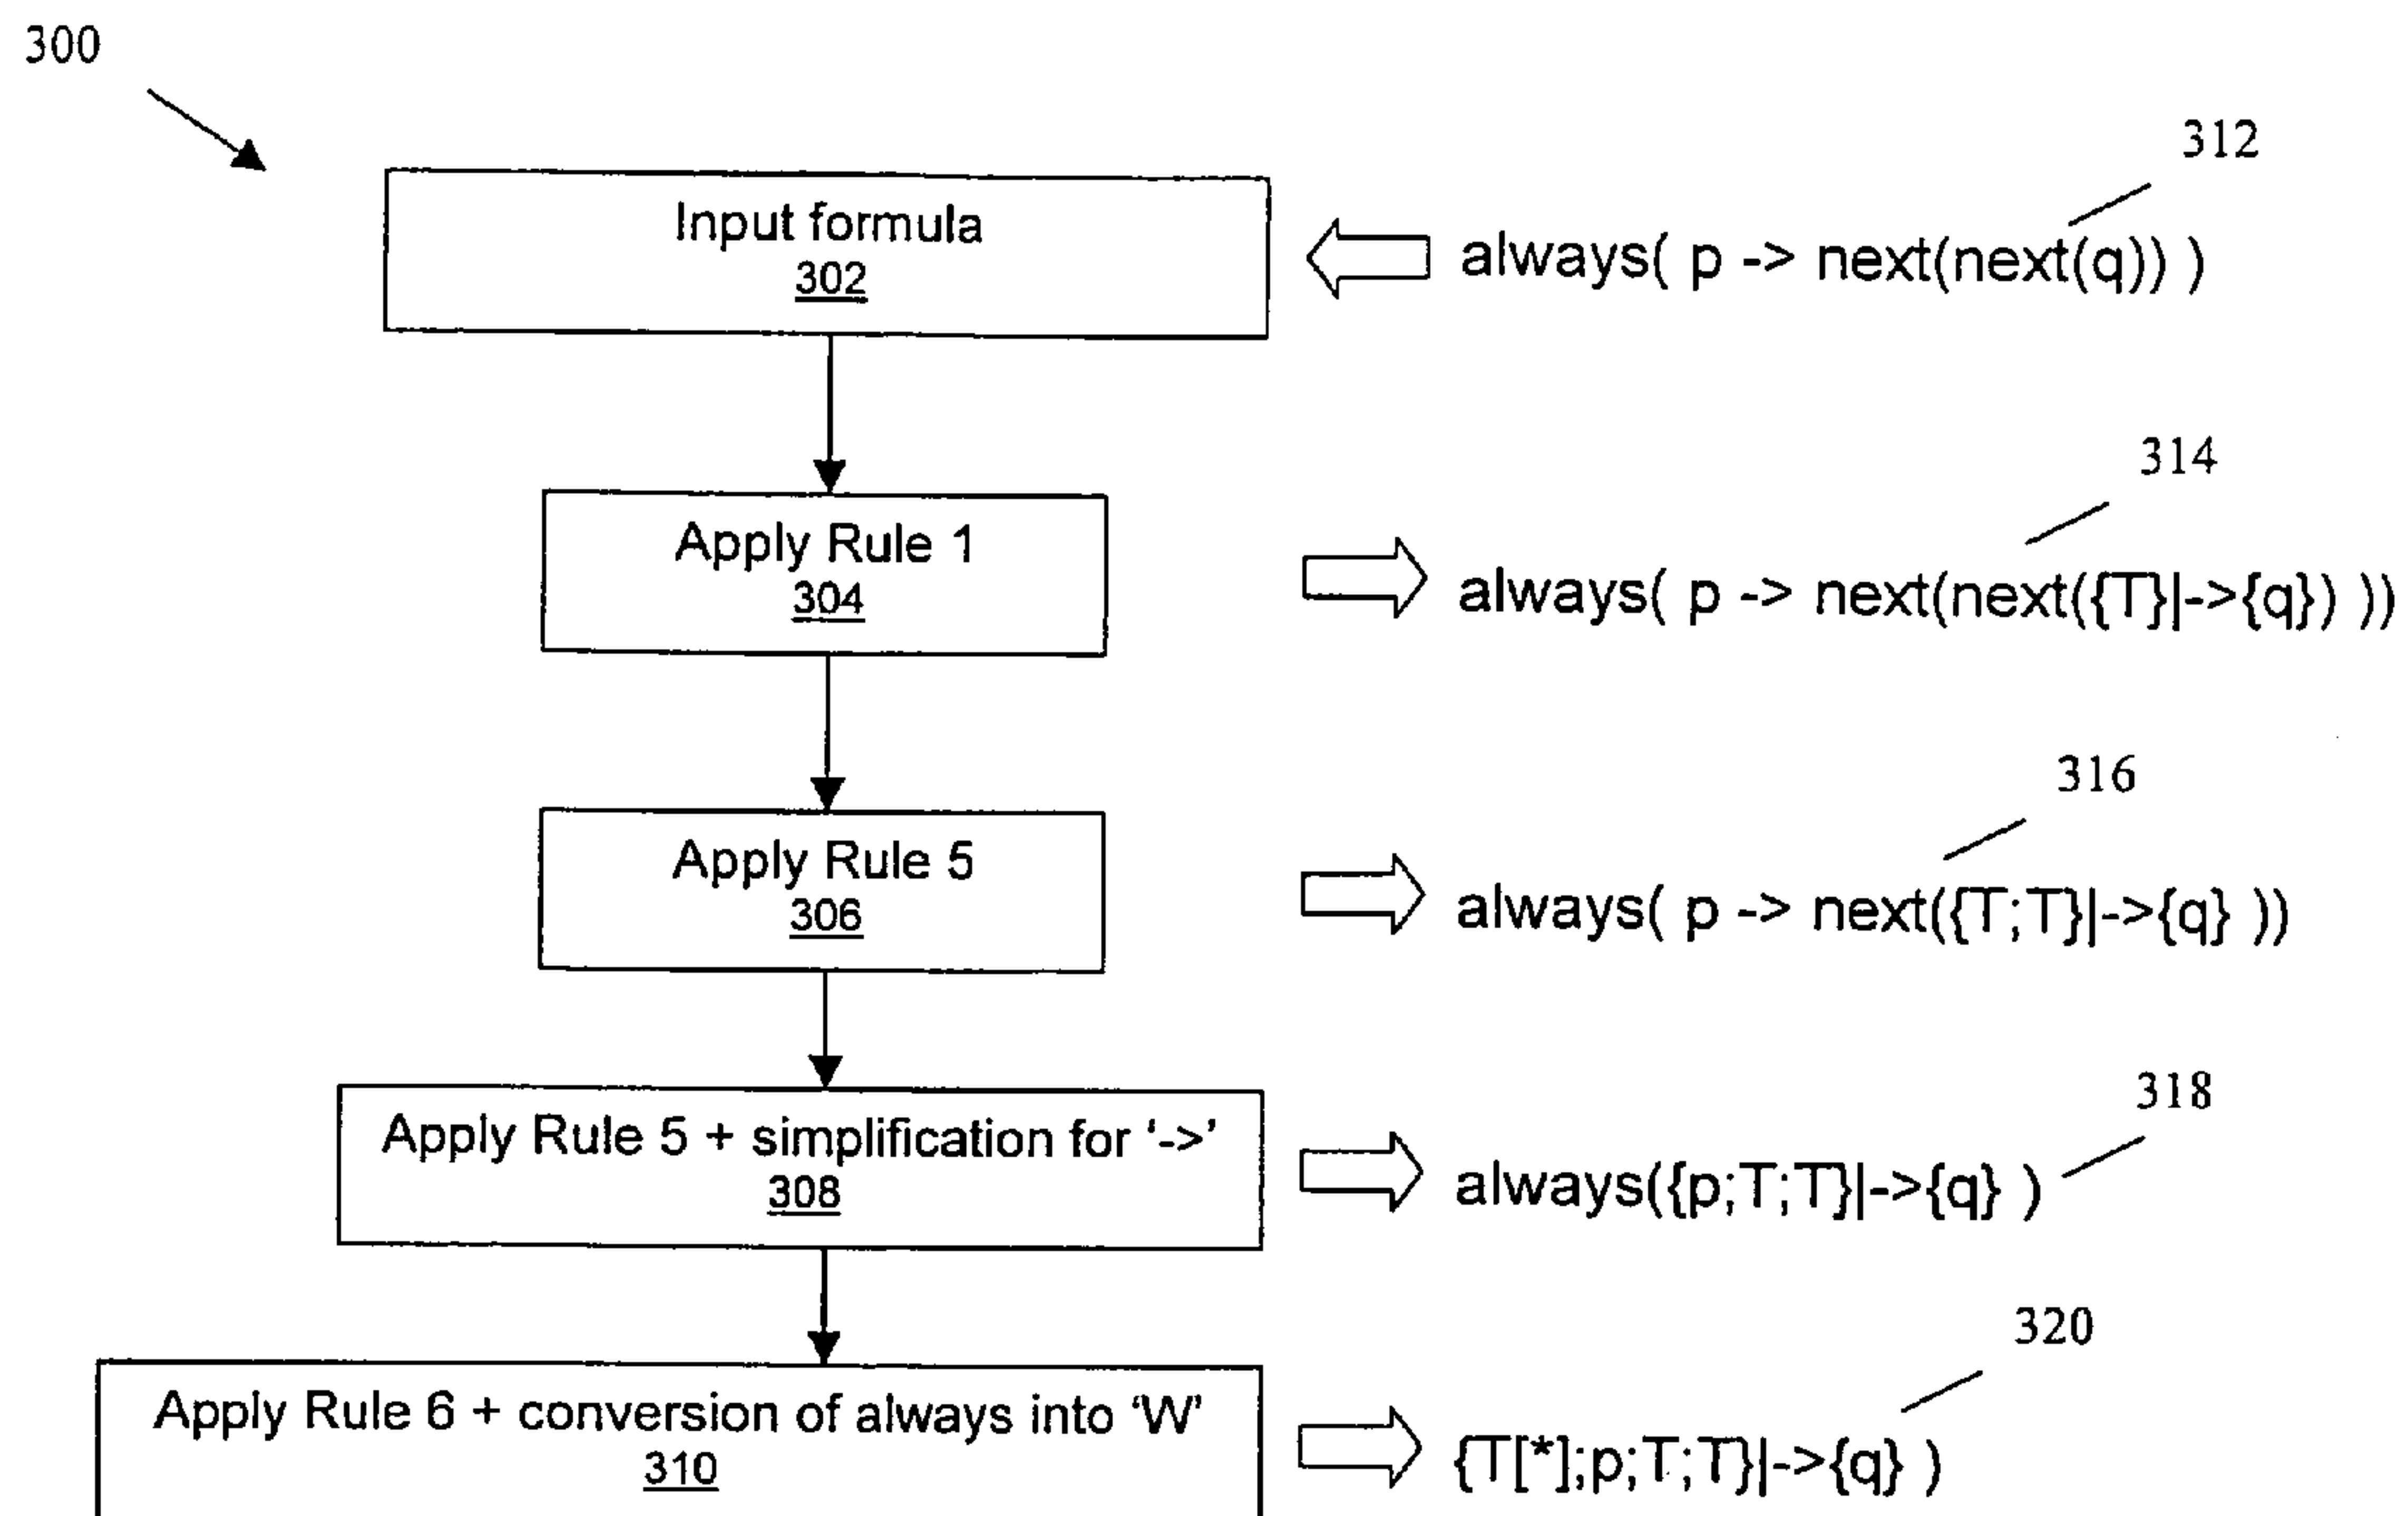 300
312
Input formula
302
always( p -> next(next(q)) )
314
Apply Rule 1
304
always( p -> next(next({T}|->{q}) ))
316
Apply Rule 5
306
always( p -> next({T;T}|->{q} ))
318
Apply Rule 5 + simplification for ‘->’
308
always({p;T;T}|->{q} )
320
Apply Rule 6 + conversion of always into ‘W’
310
{T[*];p;T;T}|->{q} )